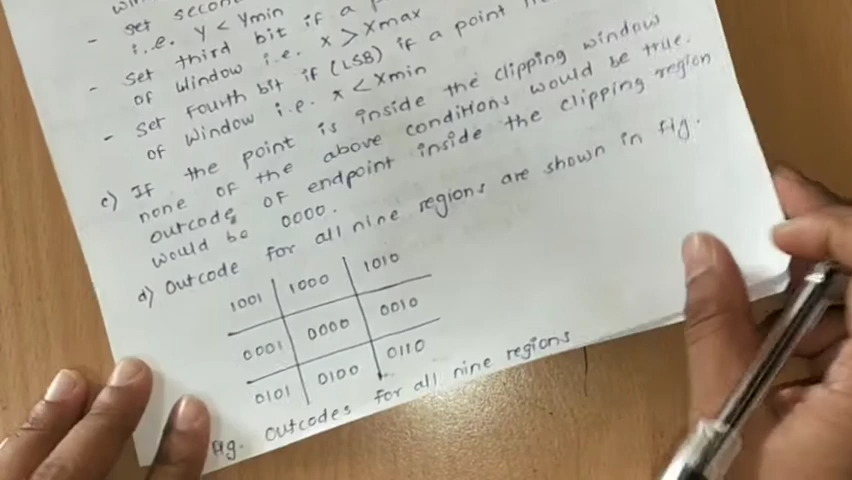 - set second
i.e. y < ymin
- set third bit if a
of window i.e. x > xmax
- set fourth bit if (LSB) if a point
of window i.e. x < xmin
c) If the point is inside the clipping window
none of the above conditions would be true.
outcode of endpoint inside the clipping region
would be 0000.
d) Outcode for all nine regions are shown in fig.
1001 1000 1010
0001 0000 0010
0101 0100 0110
Fig. outcodes for all nine regions